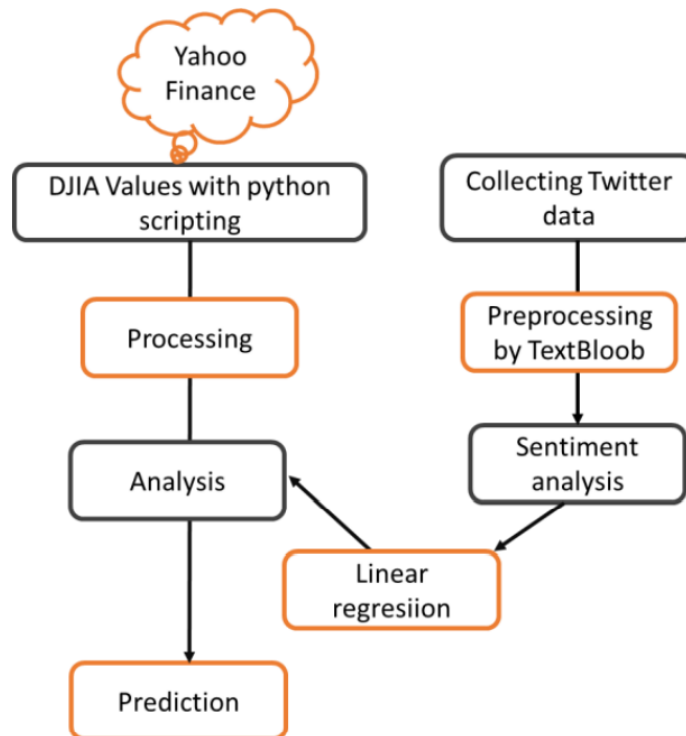 Yahoo
Finance
DJIA Values with python
scripting
Collecting Twitter
data
Processing
Preprocessing
by TextBloob
Analysis
Sentiment
analysis
Linear
regresiion
Prediction